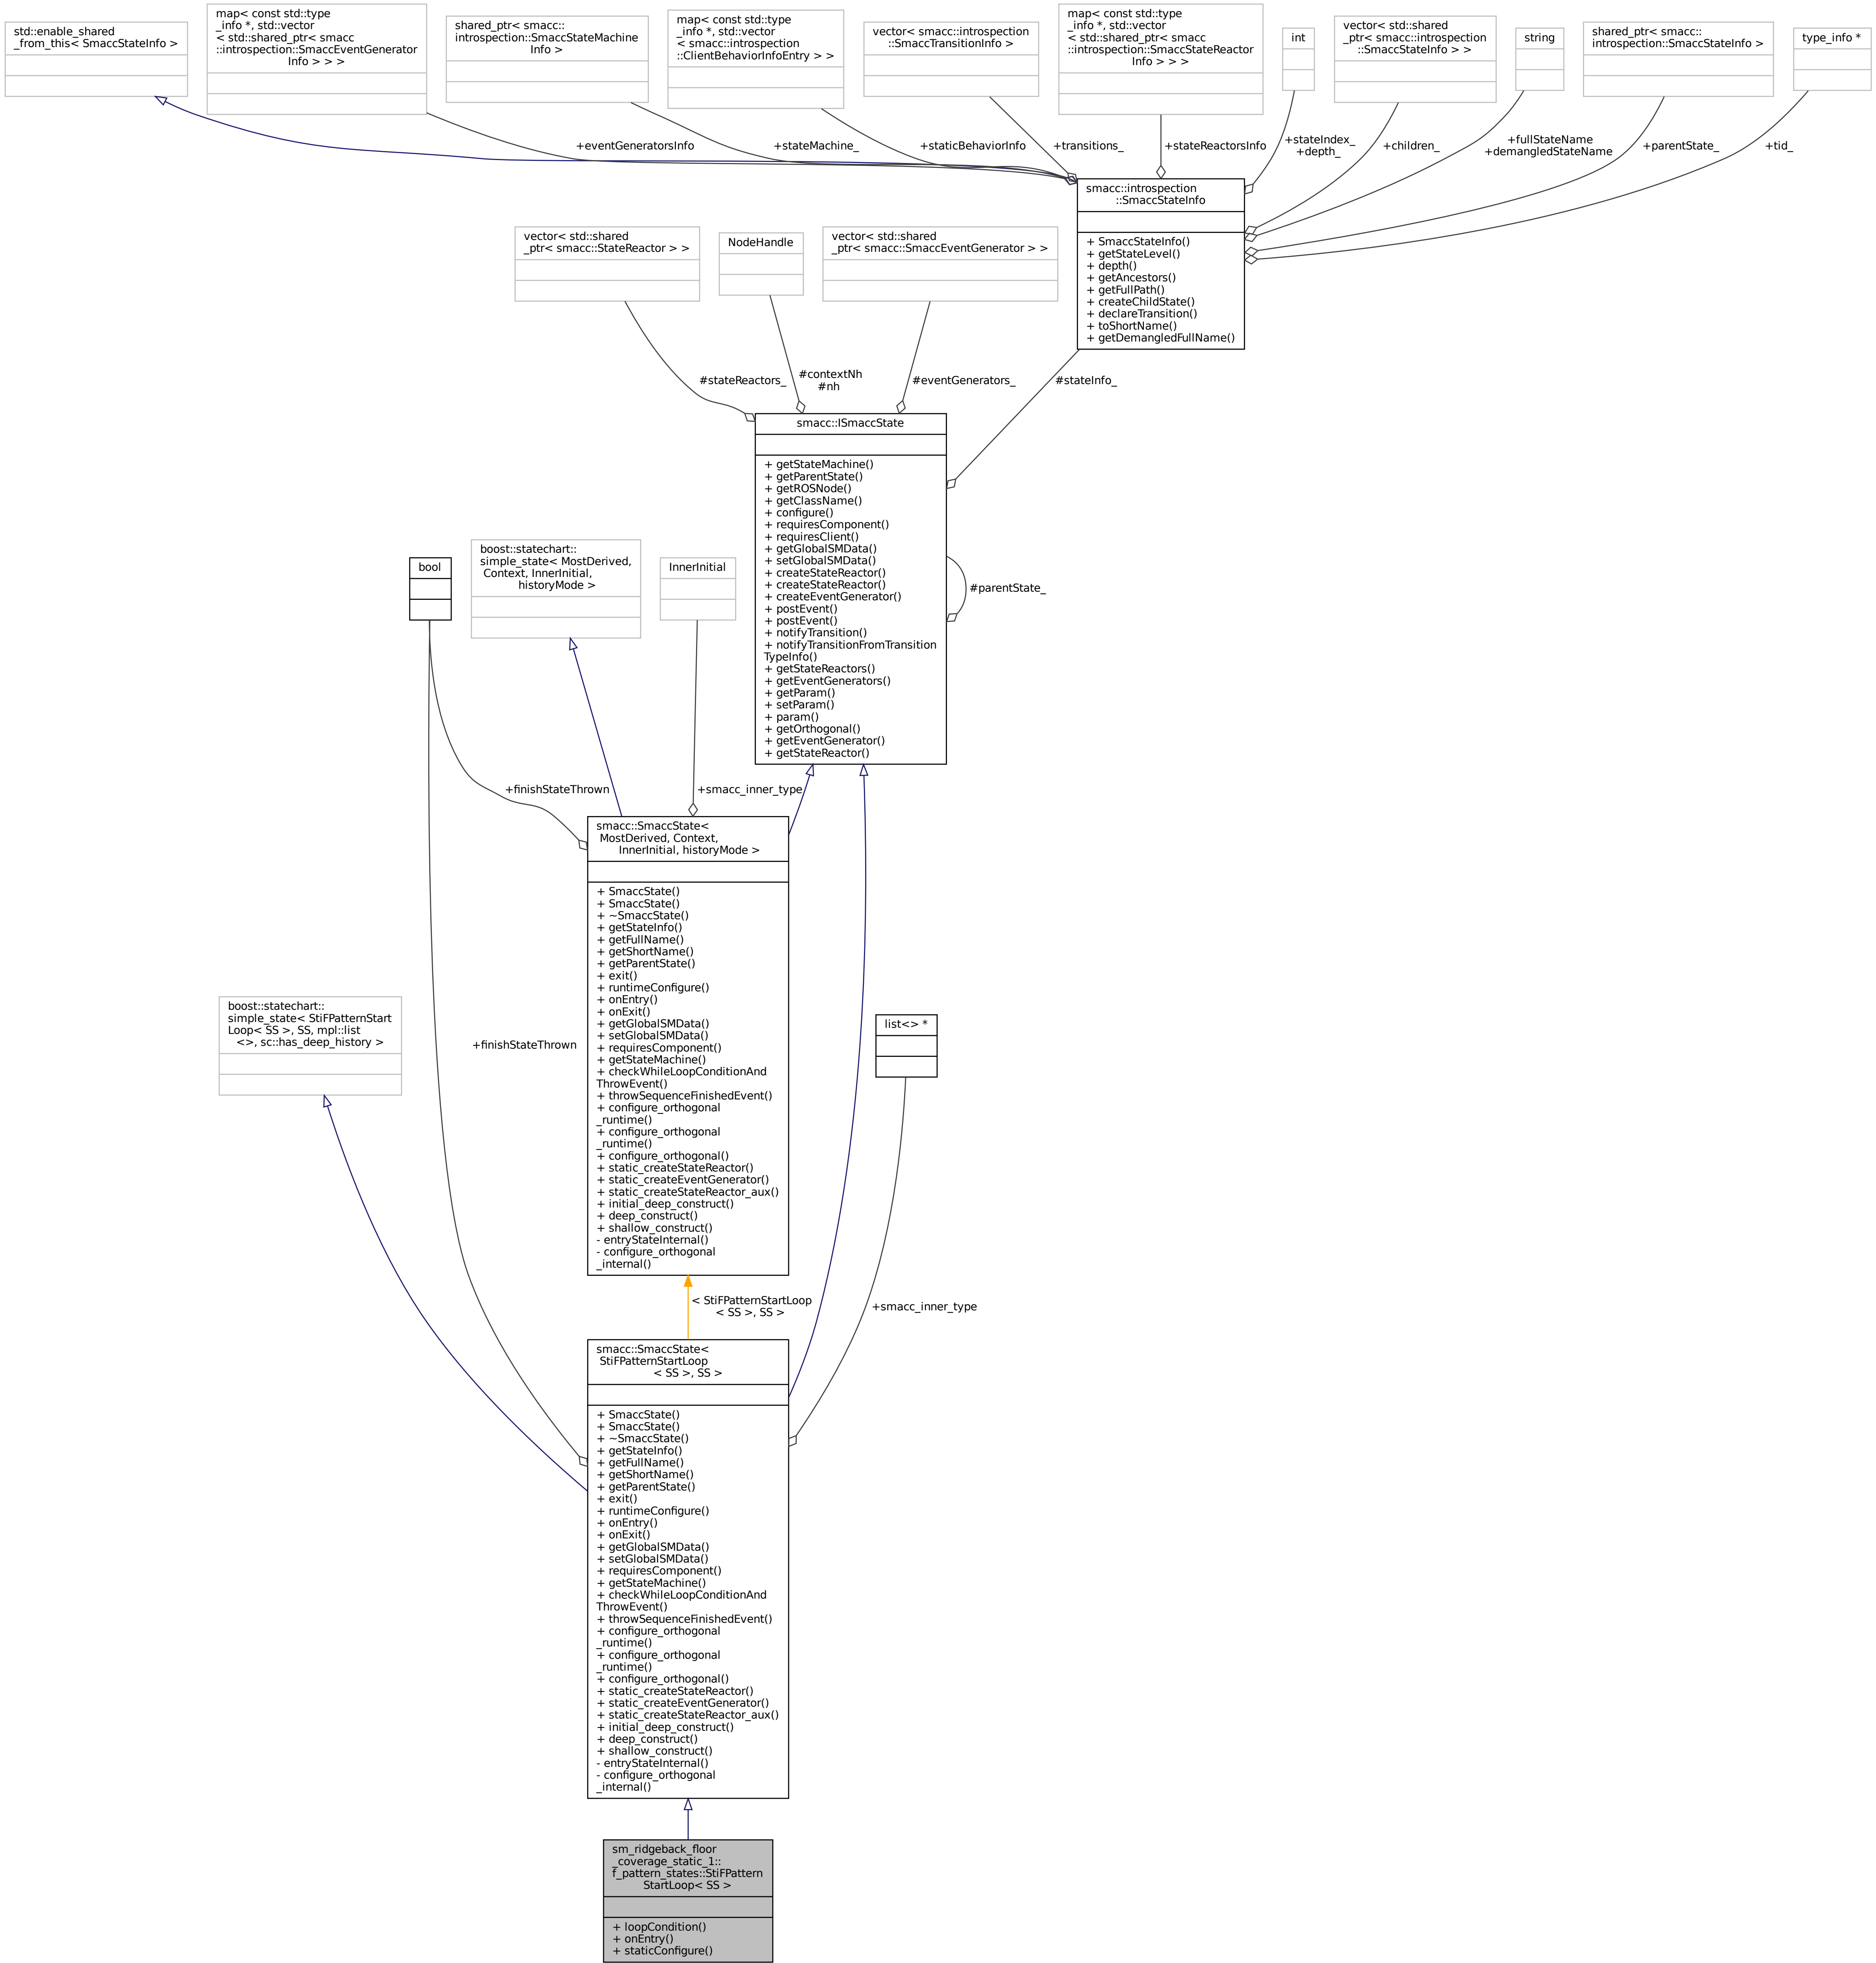 std::enable_shared
_from_this< SmaccStateInfo >
map< const std::type
_info *, std::vector
< std::shared_ptr< smacc
::introspection::SmaccEventGenerator
Info > > >
shared_ptr< smacc::
introspection::SmaccStateMachine
Info >
map< const std::type
_info *, std::vector
< smacc::introspection
::ClientBehaviorInfoEntry > >
vector< smacc::introspection
::SmaccTransitionInfo >
map< const std::type
_info *, std::vector
< std::shared_ptr< smacc
::introspection::SmaccStateReactor
Info > > >
int
vector< std::shared
_ptr< smacc::introspection
::SmaccStateInfo > >
string
shared_ptr< smacc::
introspection::SmaccStateInfo >
type_info *
+eventGeneratorsInfo
+stateMachine_
+staticBehaviorInfo
+transitions_
+stateReactorsInfo
+stateIndex_
+depth_
+children_
+fullStateName
+demangledStateName
+parentState_
+tid_
smacc::introspection
::SmaccStateInfo
+ SmaccStateInfo()
+ getStateLevel()
+ depth()
+ getAncestors()
+ getFullPath()
+ createChildState()
+ declareTransition()
+ toShortName()
+ getDemangledFullName()
vector< std::shared
_ptr< smacc::StateReactor > >
NodeHandle
vector< std::shared
_ptr< smacc::SmaccEventGenerator > >
#stateReactors_
#contextNh
#nh
#eventGenerators_
#stateInfo_
smacc::ISmaccState
+ getStateMachine()
+ getParentState()
+ getROSNode()
+ getClassName()
+ configure()
+ requiresComponent()
+ requiresClient()
+ getGlobalSMData()
+ setGlobalSMData()
+ createStateReactor()
+ createStateReactor()
+ createEventGenerator()
+ postEvent()
+ postEvent()
+ notifyTransition()
+ notifyTransitionFromTransition
TypeInfo()
+ getStateReactors()
+ getEventGenerators()
+ getParam()
+ setParam()
+ param()
+ getOrthogonal()
+ getEventGenerator()
+ getStateReactor()
#parentState_
bool
boost::statechart::
simple_state< MostDerived,
Context, InnerInitial,
historyMode >
InnerInitial
+finishStateThrown
+smacc_inner_type
smacc::SmaccState<
MostDerived, Context,
InnerInitial, historyMode >
+ SmaccState()
+ SmaccState()
+ ~SmaccState()
+ getStateInfo()
+ getFullName()
+ getShortName()
+ getParentState()
+ exit()
+ runtimeConfigure()
+ onEntry()
+ onExit()
+ getGlobalSMData()
+ setGlobalSMData()
+ requiresComponent()
+ getStateMachine()
+ checkWhileLoopConditionAnd
ThrowEvent()
+ throwSequenceFinishedEvent()
+ configure_orthogonal
_runtime()
+ configure_orthogonal
_runtime()
+ configure_orthogonal()
+ static_createStateReactor()
+ static_createEventGenerator()
+ static_createStateReactor_aux()
+ initial_deep_construct()
+ deep_construct()
+ shallow_construct()
- entryStateInternal()
- configure_orthogonal
_internal()
boost::statechart::
simple_state< StiFPatternStart
Loop< SS >, SS, mpl::list
<>, sc::has_deep_history >
+finishStateThrown
list<> *
< StiFPatternStartLoop
< SS >, SS >
+smacc_inner_type
smacc::SmaccState<
StiFPatternStartLoop
< SS >, SS >
+ SmaccState()
+ SmaccState()
+ ~SmaccState()
+ getStateInfo()
+ getFullName()
+ getShortName()
+ getParentState()
+ exit()
+ runtimeConfigure()
+ onEntry()
+ onExit()
+ getGlobalSMData()
+ setGlobalSMData()
+ requiresComponent()
+ getStateMachine()
+ checkWhileLoopConditionAnd
ThrowEvent()
+ throwSequenceFinishedEvent()
+ configure_orthogonal
_runtime()
+ configure_orthogonal
_runtime()
+ configure_orthogonal()
+ static_createStateReactor()
+ static_createEventGenerator()
+ static_createStateReactor_aux()
+ initial_deep_construct()
+ deep_construct()
+ shallow_construct()
- entryStateInternal()
- configure_orthogonal
_internal()
sm_ridgeback_floor
_coverage_static_1::
f_pattern_states::StiFPattern
StartLoop< SS >
+ loopCondition()
+ onEntry()
+ staticConfigure()